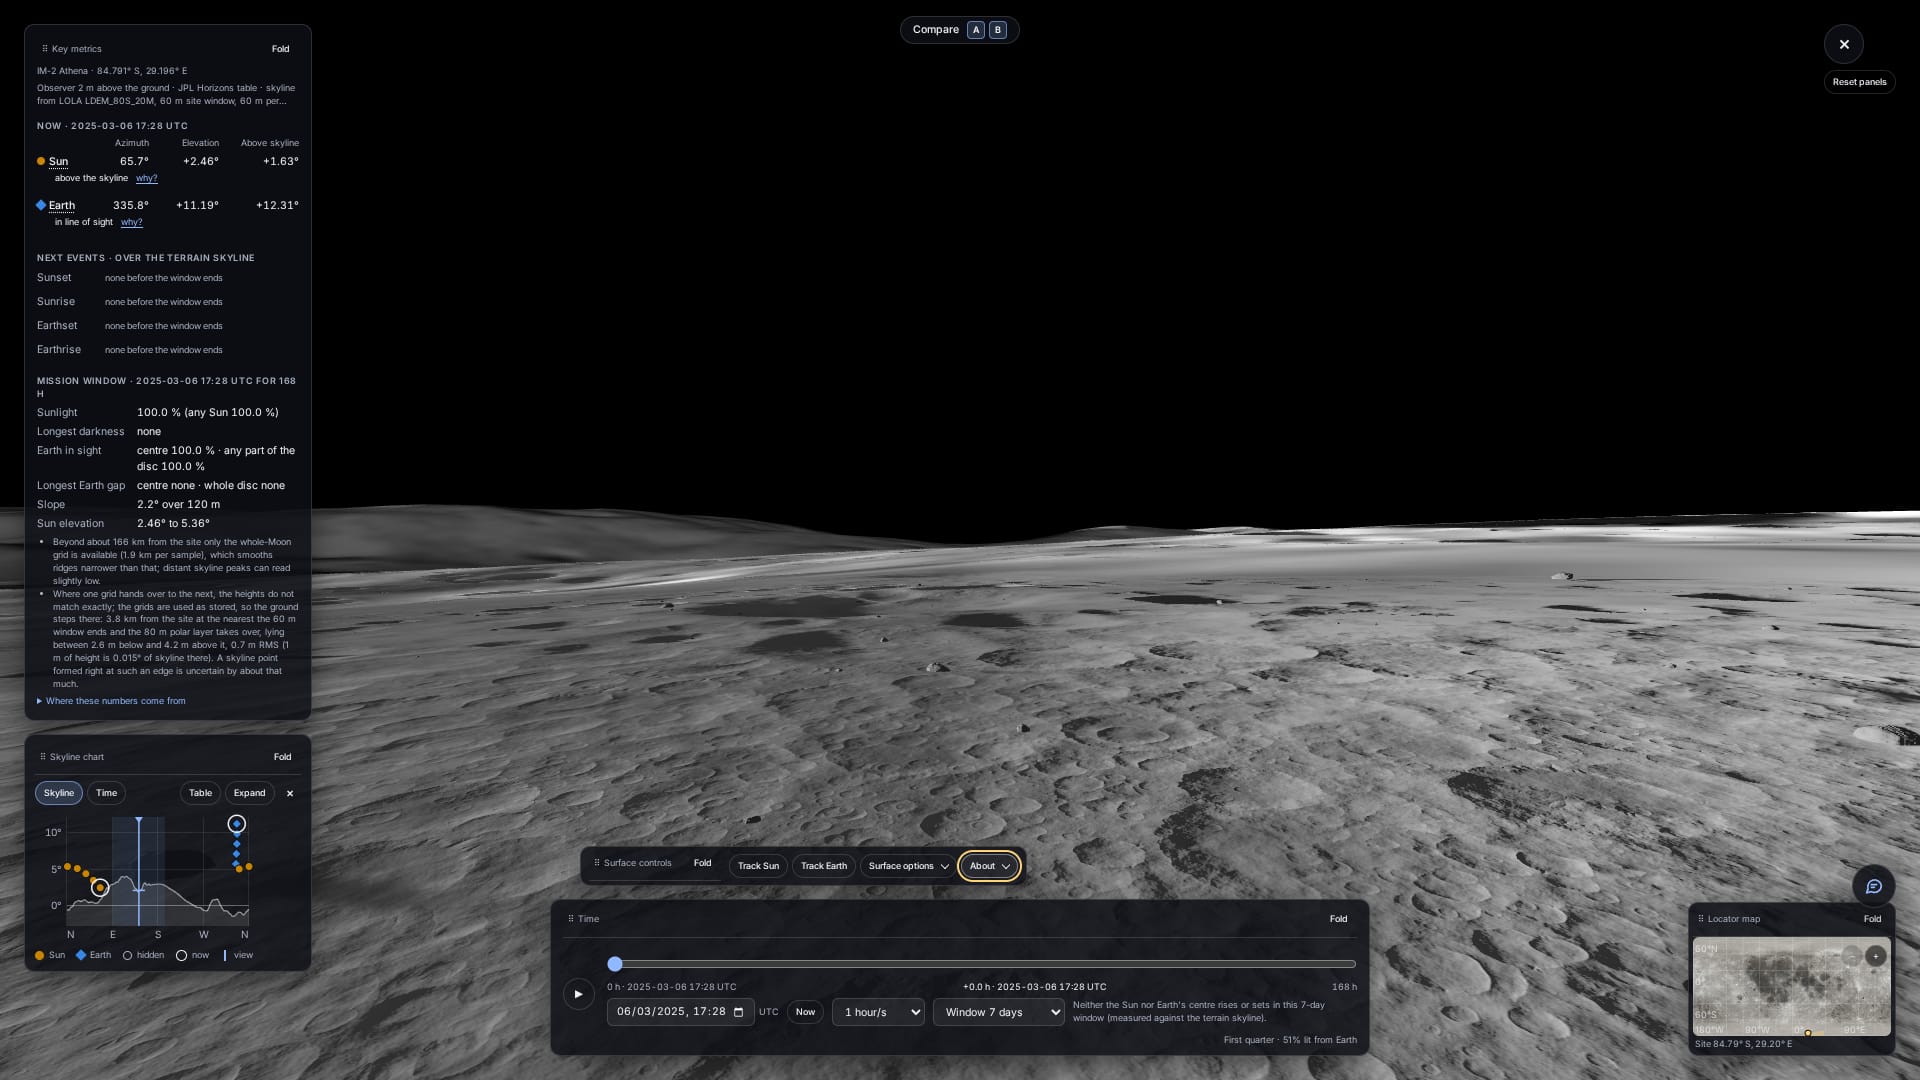 Compare A B
Reset panels
Key metrics Fold
IM-2 Athena · 84.791° S, 29.196° E
Observer 2 m above the ground · JPL Horizons table · skyline
from LOLA LDEM_80S_20M, 60 m site window, 60 m per...
NOW · 2025-03-06 17:28 UTC
Azimuth Elevation Above skyline
Sun 65.7° +2.46° +1.63°
above the skyline why?
Earth 335.8° +11.19° +12.31°
in line of sight why?
NEXT EVENTS · OVER THE TERRAIN SKYLINE
Sunset none before the window ends
Sunrise none before the window ends
Earthset none before the window ends
Earthrise none before the window ends
MISSION WINDOW · 2025-03-06 17:28 UTC FOR 168
H
Sunlight 100.0 % (any Sun 100.0 %)
Longest darkness none
Earth in sight centre 100.0 % · any part of the
disc 100.0 %
Longest Earth gap centre none · whole disc none
Slope 2.2° over 120 m
Sun elevation 2.46° to 5.36°
• Beyond about 166 km from the site only the whole-Moon
grid is available (1.9 km per sample), which smooths
ridges narrower than that; distant skyline peaks can read
slightly low.
• Where one grid hands over to the next, the heights do not
match exactly; the grids are used as stored, so the ground
steps there: 3.8 km from the site at the nearest the 60 m
window ends and the 80 m polar layer takes over, lying
between 2.6 m below and 4.2 m above it, 0.7 m RMS (1
m of height is 0.015° of skyline there). A skyline point
formed right at such an edge is uncertain by about that
much.
Where these numbers come from
Skyline chart Fold
Skyline Time Table Expand
10°
5°
0°
N E S W N
Sun Earth hidden now view
Surface controls Fold Track Sun Track Earth Surface options About
Time Fold
0 h · 2025-03-06 17:28 UTC +0.0 h · 2025-03-06 17:28 UTC 168 h
06/03/2025, 17:28 UTC Now 1 hour/s Window 7 days
Neither the Sun nor Earth's centre rises or sets in this 7-day
window (measured against the terrain skyline).
First quarter · 51% lit from Earth
Locator map Fold
60°N
0°
60°S
180°W 90°W 0° 90°E
Site 84.79° S, 29.20° E